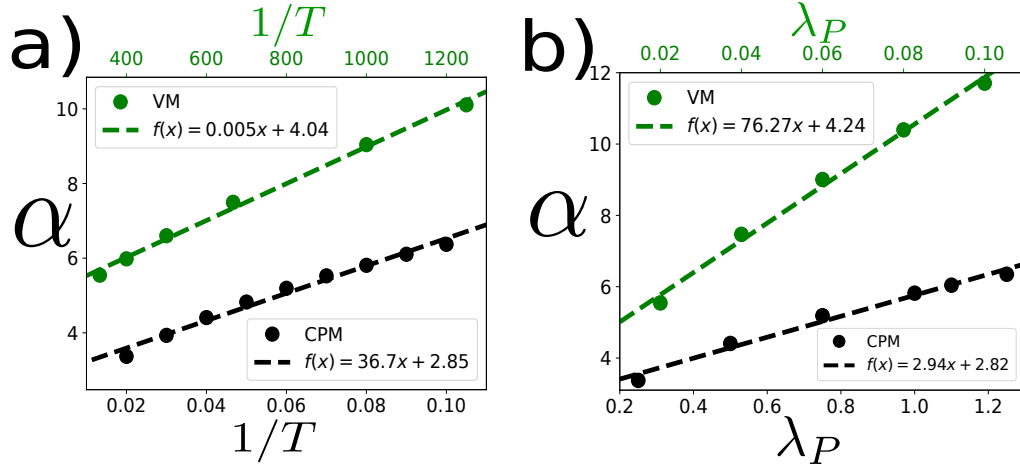 a)
1/T
400 600 800 1000 1200
VM
f(x) = 0.005x + 4.04
10
8
6
4
α
CPM
f(x) = 36.7x + 2.85
0.02 0.04 0.06 0.08 0.10
1/T
b)
λ_P
0.02 0.04 0.06 0.08 0.10
VM
f(x) = 76.27x + 4.24
12
10
8
6
4
α
CPM
f(x) = 2.94x + 2.82
0.2 0.4 0.6 0.8 1.0 1.2
λ_P